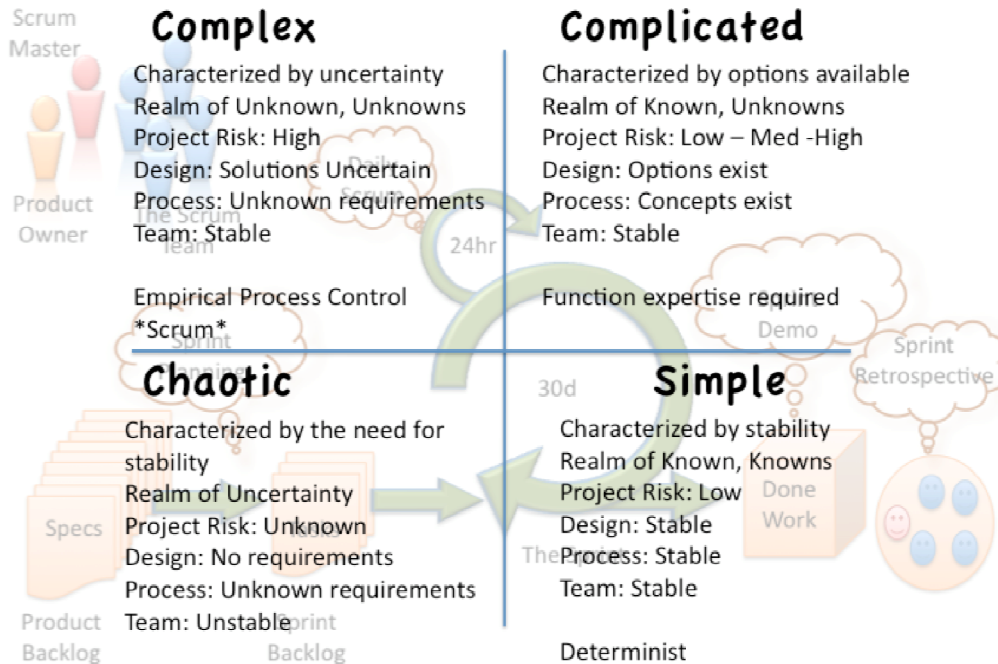 Complex
Characterized by uncertainty
Realm of Unknown, Unknowns
Project Risk: High
Design: Solutions Uncertain
Process: Unknown requirements
Team: Stable
Empirical Process Control
*Scrum*
Complicated
Characterized by options available
Realm of Known, Unknowns
Project Risk: Low – Med -High
Design: Options exist
Process: Concepts exist
Team: Stable
Function expertise required
Chaotic
Characterized by the need for
stability
Realm of Uncertainty
Project Risk: Unknown
Design: No requirements
Process: Unknown requirements
Team: Unstable
Simple
Characterized by stability
Realm of Known, Knowns
Project Risk: Low
Design: Stable
Process: Stable
Team: Stable
Determinist
Scrum
Master
Product
Owner
The Scrum
Team
Daily
Scrum
24hr
Sprint
Planning
30d
Demo
Sprint
Retrospective
Specs
Tasks
Done
Work
The Sprint
Product
Backlog
Sprint
Backlog